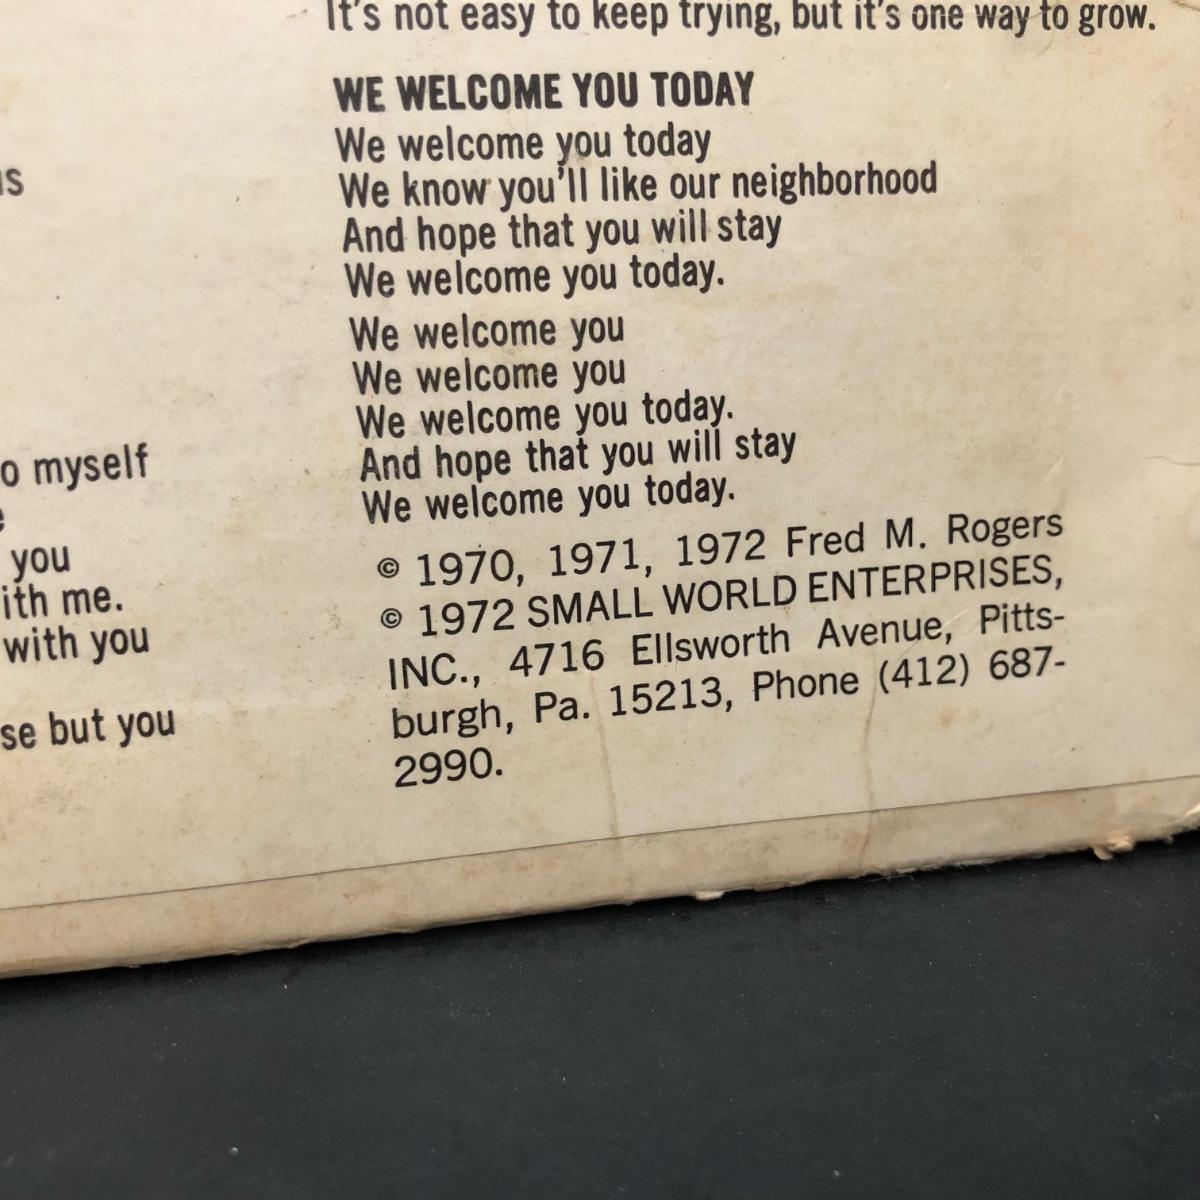 It's not easy to keep trying, but it's one way to grow.
WE WELCOME YOU TODAY
We welcome you today
We know you'll like our neighborhood
And hope that you will stay
We welcome you today.
We welcome you
We welcome you
We welcome you today.
And hope that you will stay
We welcome you today.
© 1970, 1971, 1972 Fred M. Rogers
© 1972 SMALL WORLD ENTERPRISES,
INC., 4716 Ellsworth Avenue, Pitts-
burgh, Pa. 15213, Phone (412) 687-
2990.
myself
you
me.
with you
but you